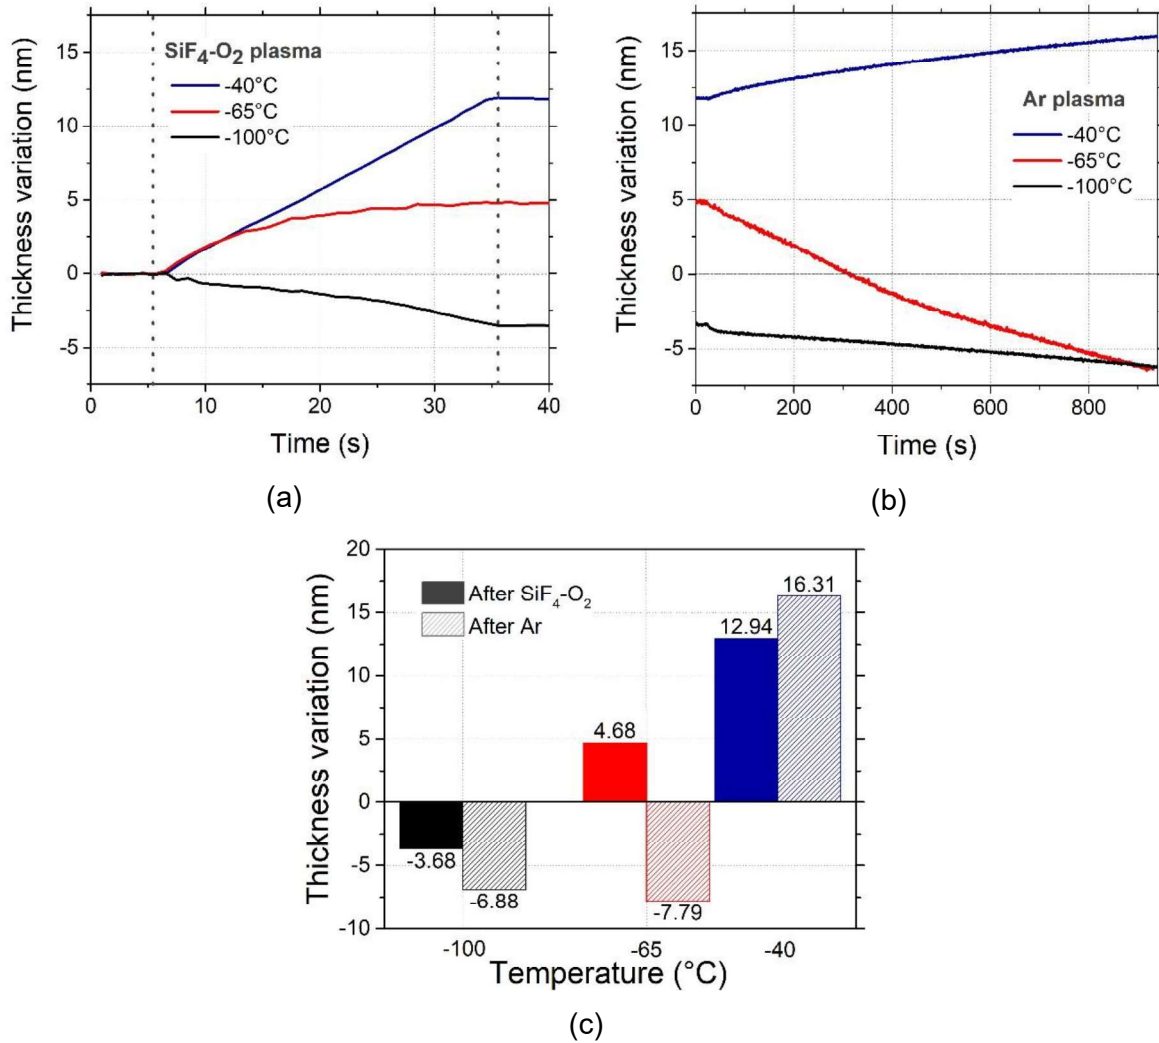 (a)
SiF4-O2 plasma
-40°C
-65°C
-100°C
Thickness variation (nm)
15
10
5
0
-5
0 10 20 30 40
Time (s)
(a)
Ar plasma
-40°C
-65°C
-100°C
Thickness variation (nm)
15
10
5
0
-5
0 200 400 600 800
Time (s)
(b)
After SiF4-O2
After Ar
Thickness variation (nm)
20
15
10
5
0
-5
-10
-3.68
-6.88
4.68
-7.79
12.94
16.31
-100 -65 -40
Temperature (°C)
(c)